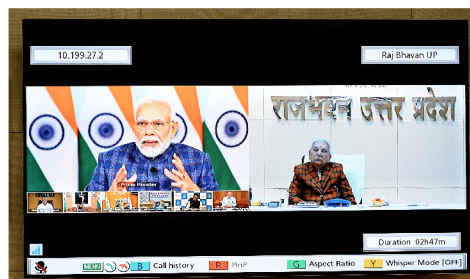 10.199.27.2
Raj Bhavan UP
राजभवन उत्तर प्रदेश
Prime Minister
Duration 02h47m
MENU B Call history R PinP G Aspect Ratio Y Whisper Mode [OFF]